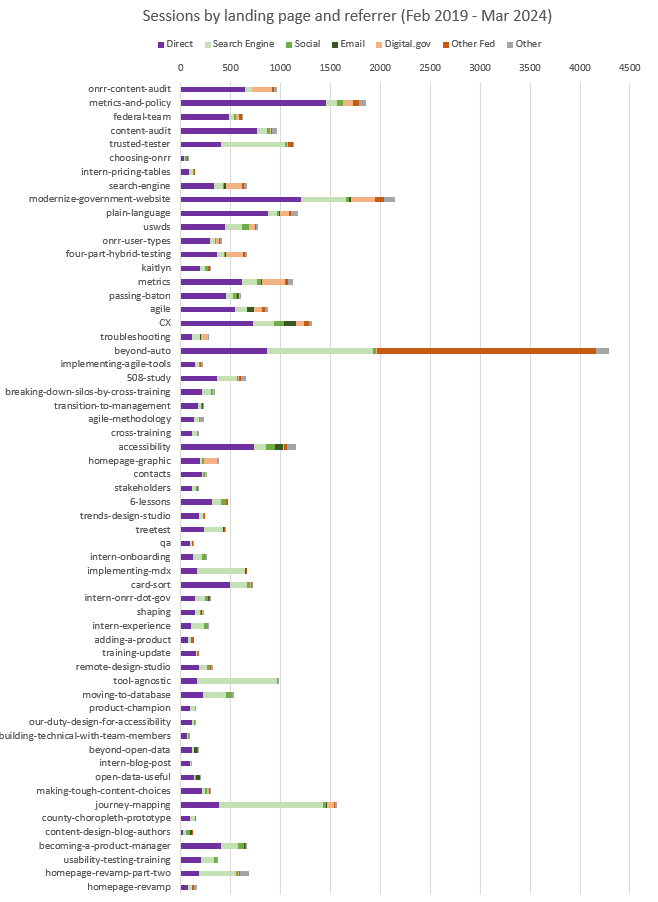 Sessions by landing page and referrer (Feb 2019 - Mar 2024)
Direct Search Engine Social Email Digital.gov Other Fed Other
0 500 1000 1500 2000 2500 3000 3500 4000 4500
onrr-content-audit
metrics-and-policy
federal-team
content-audit
trusted-tester
choosing-onrr
intern-pricing-tables
search-engine
modernize-government-website
plain-language
uswds
onrr-user-types
four-part-hybrid-testing
kaitlyn
metrics
passing-baton
agile
CX
troubleshooting
beyond-auto
implementing-agile-tools
508-study
breaking-down-silos-by-cross-training
transition-to-management
agile-methodology
cross-training
accessibility
homepage-graphic
contacts
stakeholders
6-lessons
trends-design-studio
treetest
qa
intern-onboarding
implementing-mdx
card-sort
intern-onrr-dot-gov
shaping
intern-experience
adding-a-product
training-update
remote-design-studio
tool-agnostic
moving-to-database
product-champion
our-duty-design-for-accessibility
building-technical-with-team-members
beyond-open-data
intern-blog-post
open-data-useful
making-tough-content-choices
journey-mapping
county-choropleth-prototype
content-design-blog-authors
becoming-a-product-manager
usability-testing-training
homepage-revamp-part-two
homepage-revamp